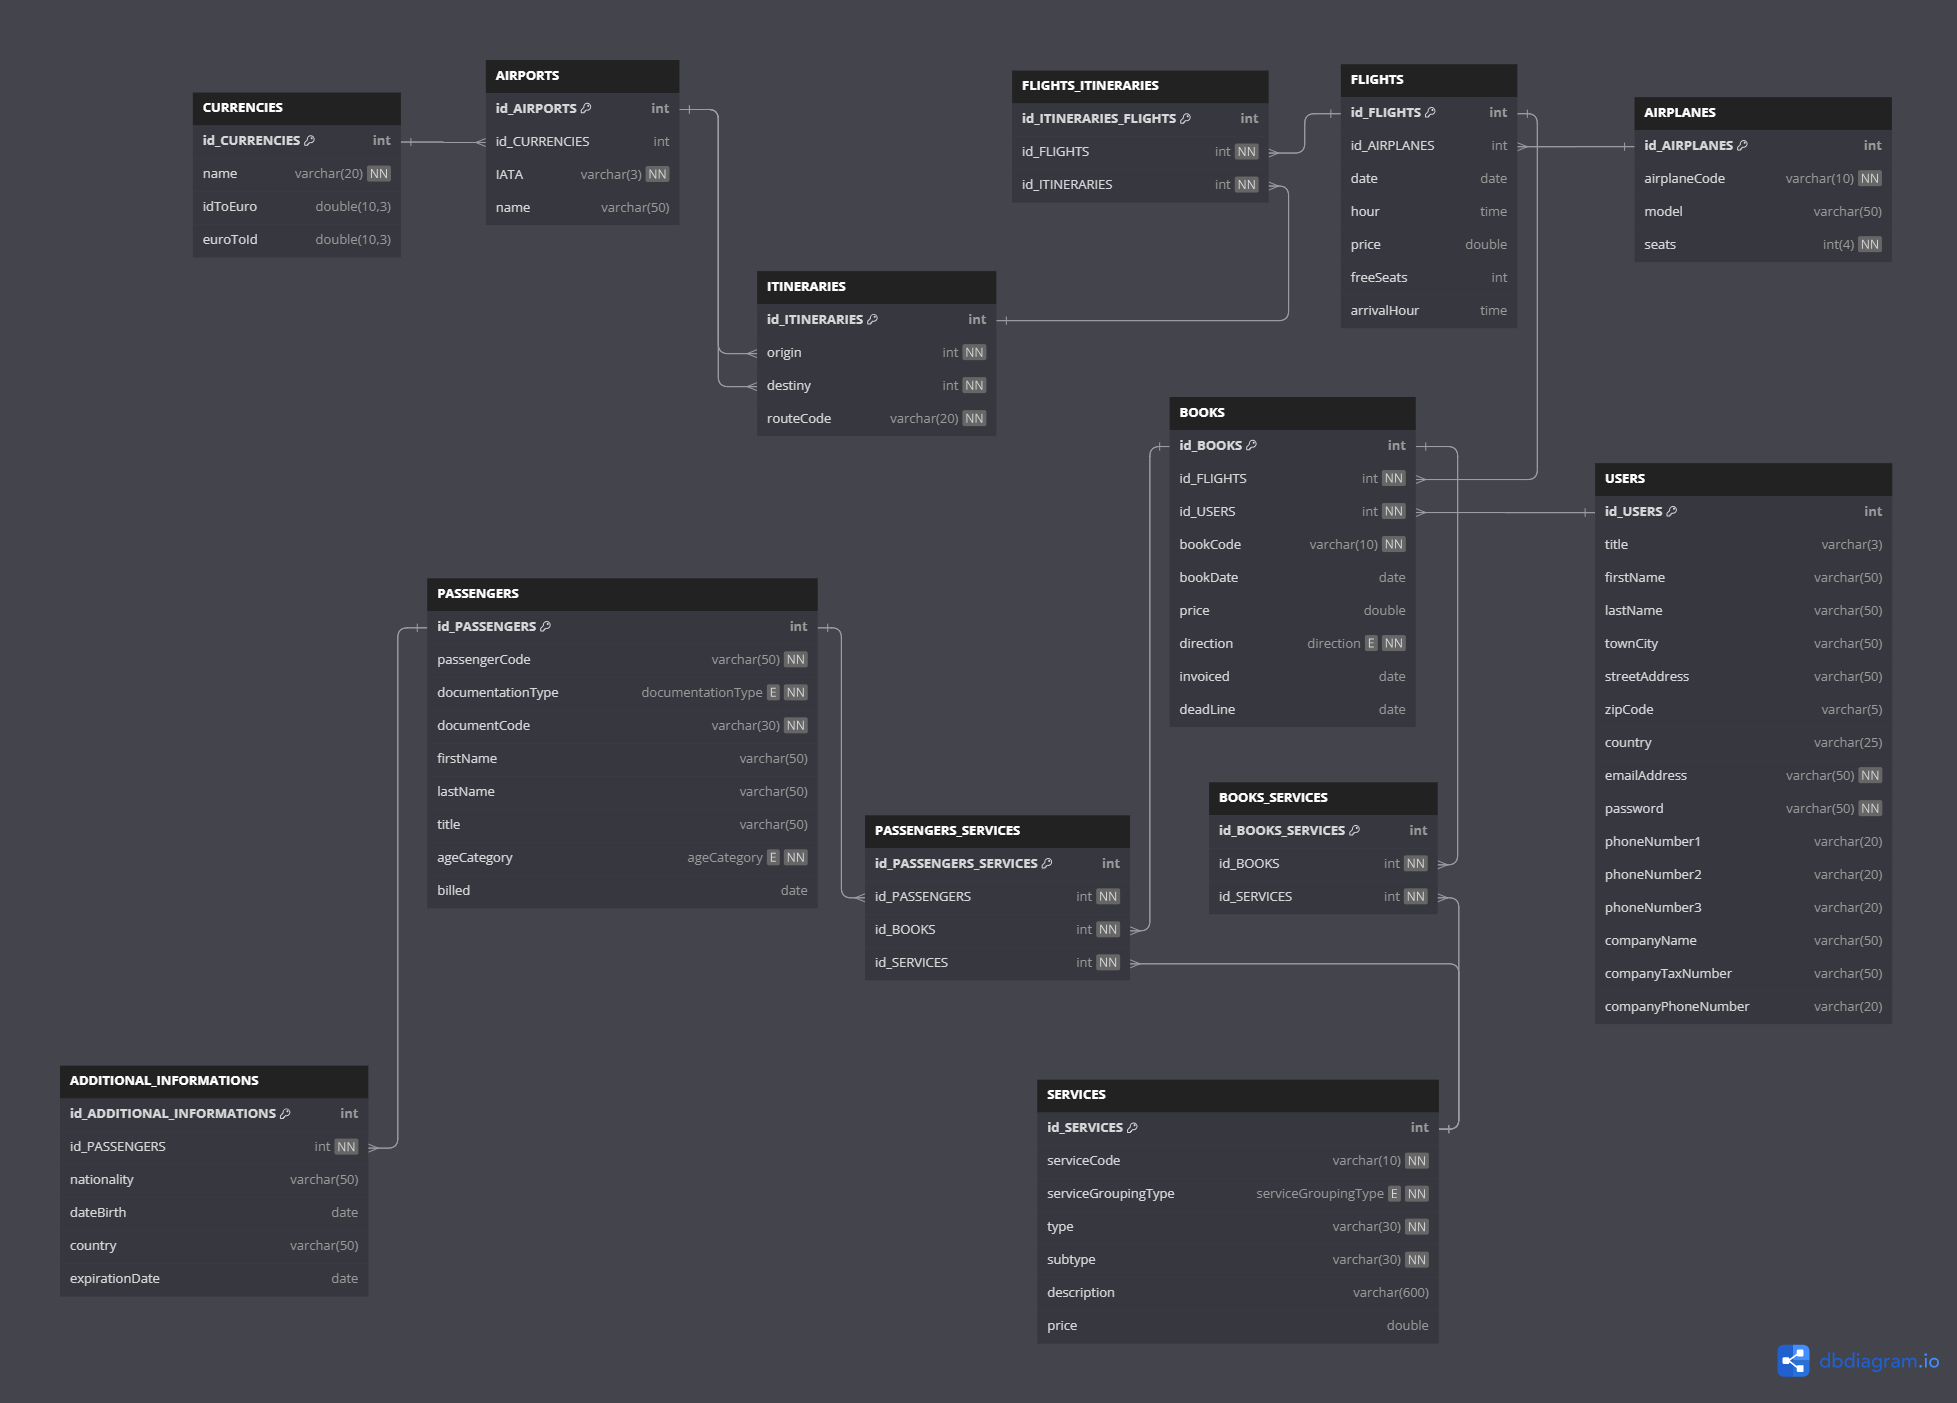 CURRENCIES
id_CURRENCIES int
name varchar(20) NN
idToEuro double(10,3)
euroToId double(10,3)
AIRPORTS
id_AIRPORTS int
id_CURRENCIES int
IATA varchar(3) NN
name varchar(50)
ITINERARIES
id_ITINERARIES int
origin int NN
destiny int NN
routeCode varchar(20) NN
FLIGHTS_ITINERARIES
id_ITINERARIES_FLIGHTS int
id_FLIGHTS int NN
id_ITINERARIES int NN
FLIGHTS
id_FLIGHTS int
id_AIRPLANES int
date date
hour time
price double
freeSeats int
arrivalHour time
AIRPLANES
id_AIRPLANES int
airplaneCode varchar(10) NN
model varchar(50)
seats int(4) NN
BOOKS
id_BOOKS int
id_FLIGHTS int NN
id_USERS int NN
bookCode varchar(10) NN
bookDate date
price double
direction direction E NN
invoiced date
deadLine date
USERS
id_USERS int
title varchar(3)
firstName varchar(50)
lastName varchar(50)
townCity varchar(50)
streetAddress varchar(50)
zipCode varchar(5)
country varchar(25)
emailAddress varchar(50) NN
password varchar(50) NN
phoneNumber1 varchar(20)
phoneNumber2 varchar(20)
phoneNumber3 varchar(20)
companyName varchar(50)
companyTaxNumber varchar(50)
companyPhoneNumber varchar(20)
PASSENGERS
id_PASSENGERS int
passengerCode varchar(50) NN
documentationType documentationType E NN
documentCode varchar(30) NN
firstName varchar(50)
lastName varchar(50)
title varchar(50)
ageCategory ageCategory E NN
billed date
PASSENGERS_SERVICES
id_PASSENGERS_SERVICES int
id_PASSENGERS int NN
id_BOOKS int NN
id_SERVICES int NN
BOOKS_SERVICES
id_BOOKS_SERVICES int
id_BOOKS int NN
id_SERVICES int NN
ADDITIONAL_INFORMATIONS
id_ADDITIONAL_INFORMATIONS int
id_PASSENGERS int NN
nationality varchar(50)
dateBirth date
country varchar(50)
expirationDate date
SERVICES
id_SERVICES int
serviceCode varchar(10) NN
serviceGroupingType serviceGroupingType E NN
type varchar(30) NN
subtype varchar(30) NN
description varchar(600)
price double
dbdiagram.io